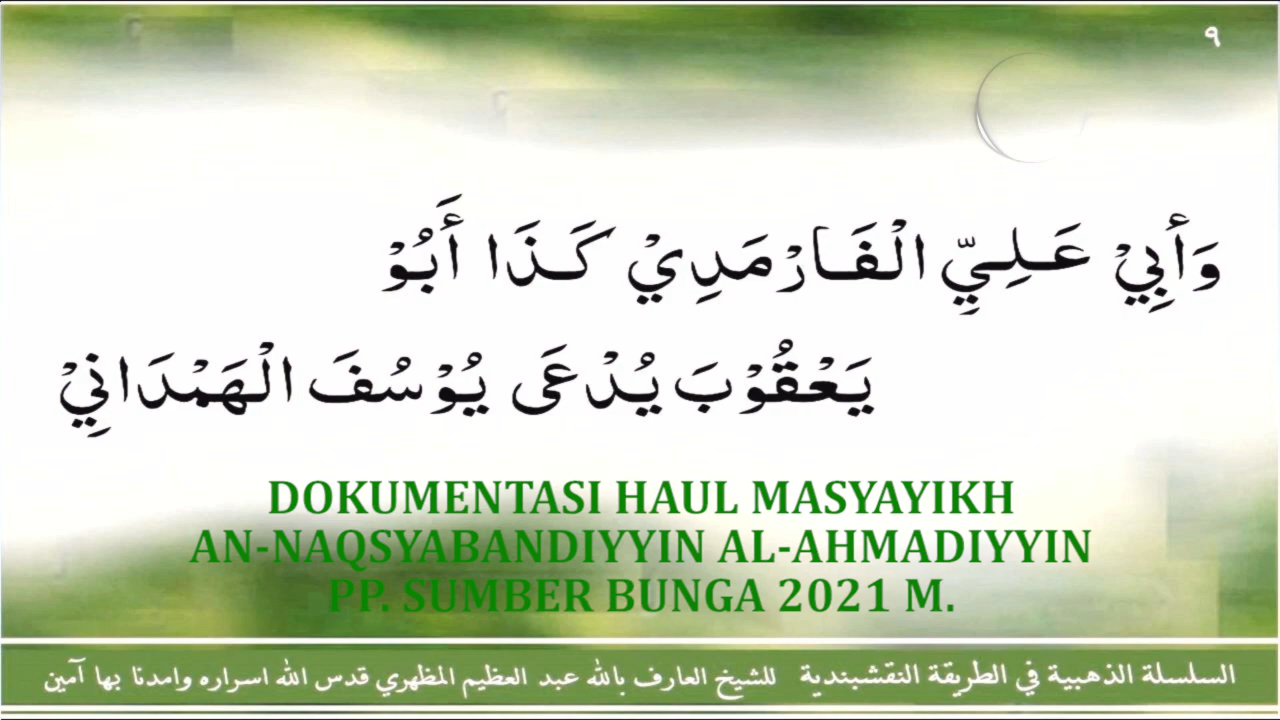 ٩
وَأَبِيْ عَلِيِّ الْفَارْمَدِيْ كَذَا أَبُوْ
يَعْقُوْبَ يُدْعَى يُوْسُفَ الْهَمْدَانِيْ
DOKUMENTASI HAUL MASYAYIKH
AN-NAQSYABANDIYYIN AL-AHMADIYYIN
PP. SUMBER BUNGA 2021 M.
السلسلة الذهبية في الطريقة النقشبندية للشيخ العارف بالله عبد العظيم المظهري قدس الله اسراره وامدنا بها آمين